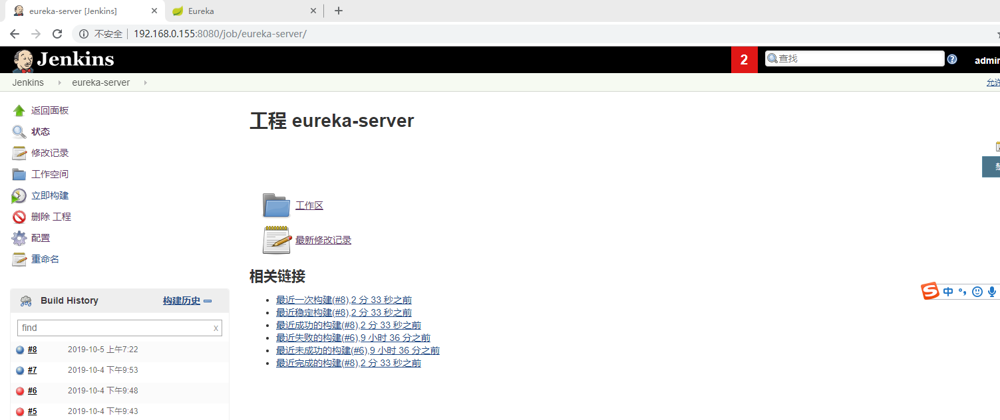 eureka-server [Jenkins]
Eureka
不安全 192.168.0.155:8080/job/eureka-server/
Jenkins
2
查找
admin
Jenkins
eureka-server
允许
返回面板
状态
修改记录
工作空间
立即构建
删除 工程
配置
重命名
工程 eureka-server
工作区
最新修改记录
相关链接
最近一次构建(#8),2 分 33 秒之前
最近稳定构建(#8),2 分 33 秒之前
最近成功的构建(#8),2 分 33 秒之前
最近失败的构建(#6),9 小时 36 分之前
最近未成功的构建(#6),9 小时 36 分之前
最近完成的构建(#8),2 分 33 秒之前
中
Build History 构建历史
find x
#8 2019-10-5 上午7:22
#7 2019-10-4 下午9:53
#6 2019-10-4 下午9:48
#5 2019-10-4 下午9:43